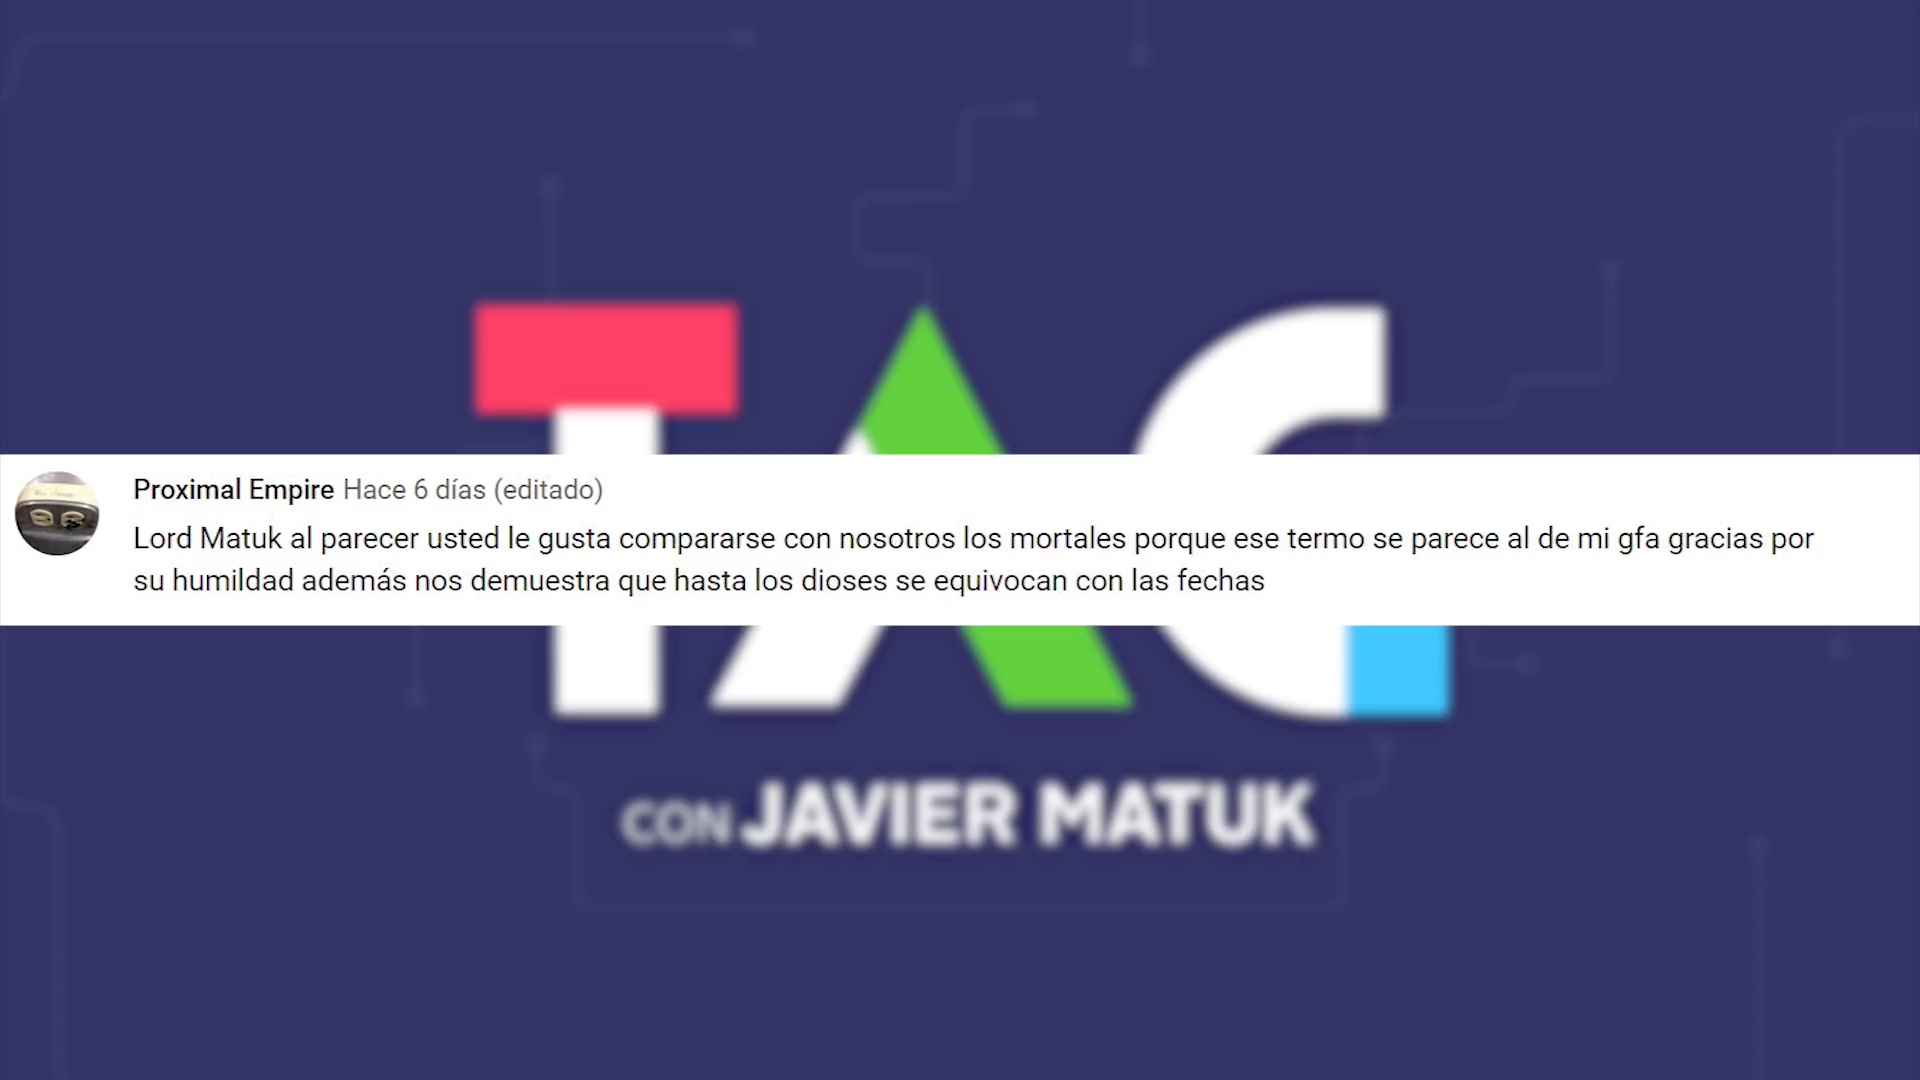 TAG
Proximal Empire Hace 6 días (editado)
Lord Matuk al parecer usted le gusta compararse con nosotros los mortales porque ese termo se parece al de mi gfa gracias por
su humildad además nos demuestra que hasta los dioses se equivocan con las fechas
CON JAVIER MATUK